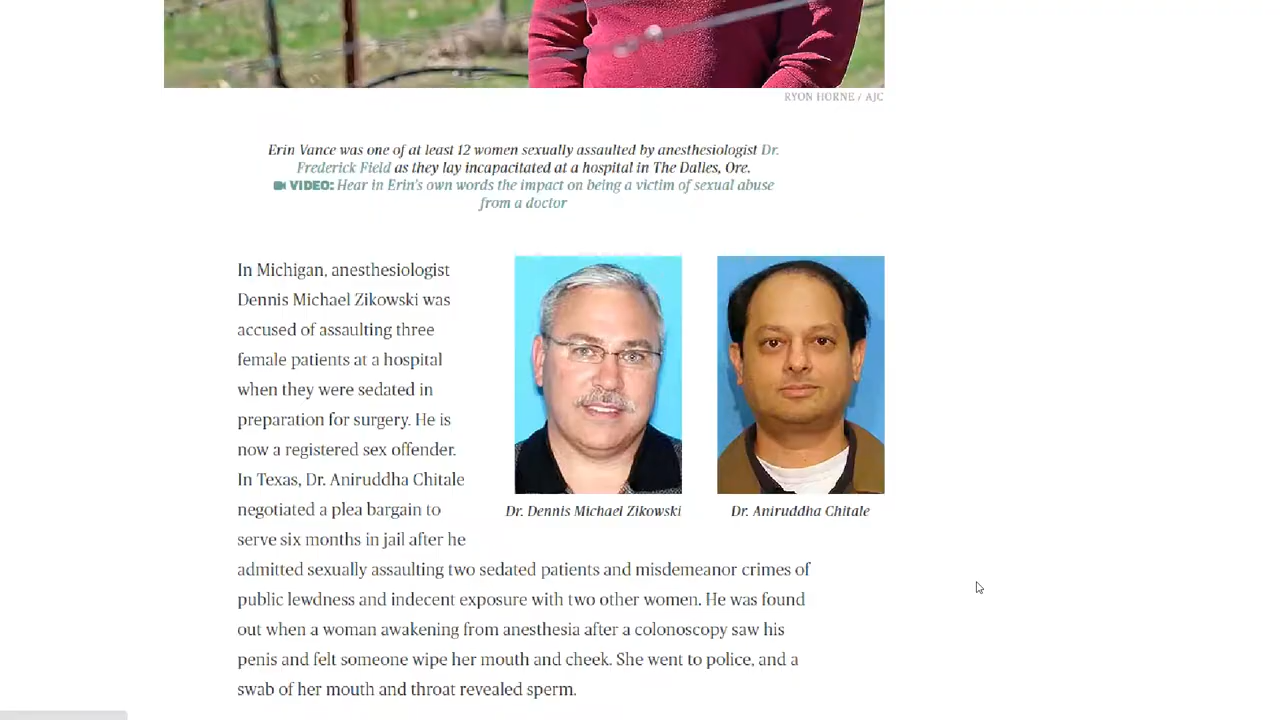 RYON HORNE / AJC
Erin Vance was one of at least 12 women sexually assaulted by anesthesiologist Dr.
Frederick Field as they lay incapacitated at a hospital in The Dalles, Ore.
VIDEO: Hear in Erin's own words the impact on being a victim of sexual abuse
from a doctor
In Michigan, anesthesiologist
Dennis Michael Zikowski was
accused of assaulting three
female patients at a hospital
when they were sedated in
preparation for surgery. He is
now a registered sex offender.
In Texas, Dr. Aniruddha Chitale
negotiated a plea bargain to
serve six months in jail after he
admitted sexually assaulting two sedated patients and misdemeanor crimes of
public lewdness and indecent exposure with two other women. He was found
out when a woman awakening from anesthesia after a colonoscopy saw his
penis and felt someone wipe her mouth and cheek. She went to police, and a
swab of her mouth and throat revealed sperm.
Dr. Dennis Michael Zikowski
Dr. Aniruddha Chitale